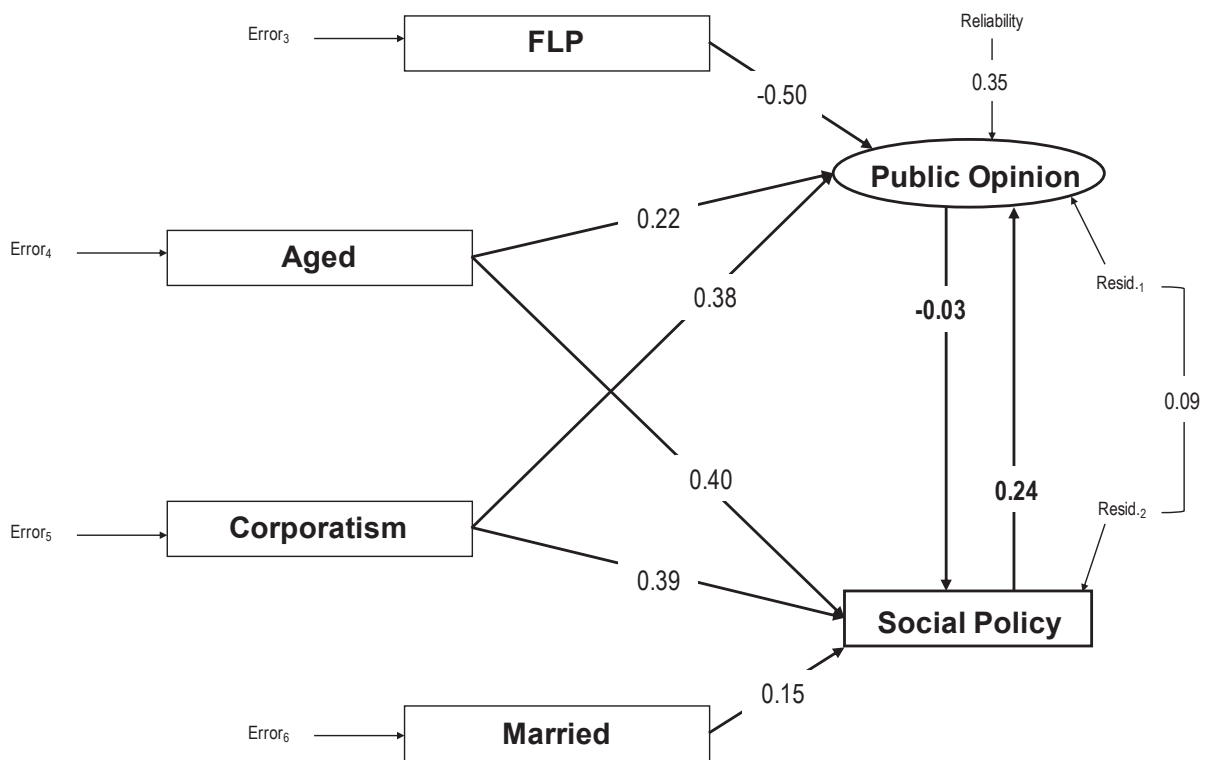 Error₃
FLP
Reliability
0.35
-0.50
Public Opinion
0.22
Error₄
Aged
0.38
-0.03
Resid.₁
0.09
0.40
0.24
Error₅
Corporatism
Resid.₂
0.39
Social Policy
0.15
Error₆
Married